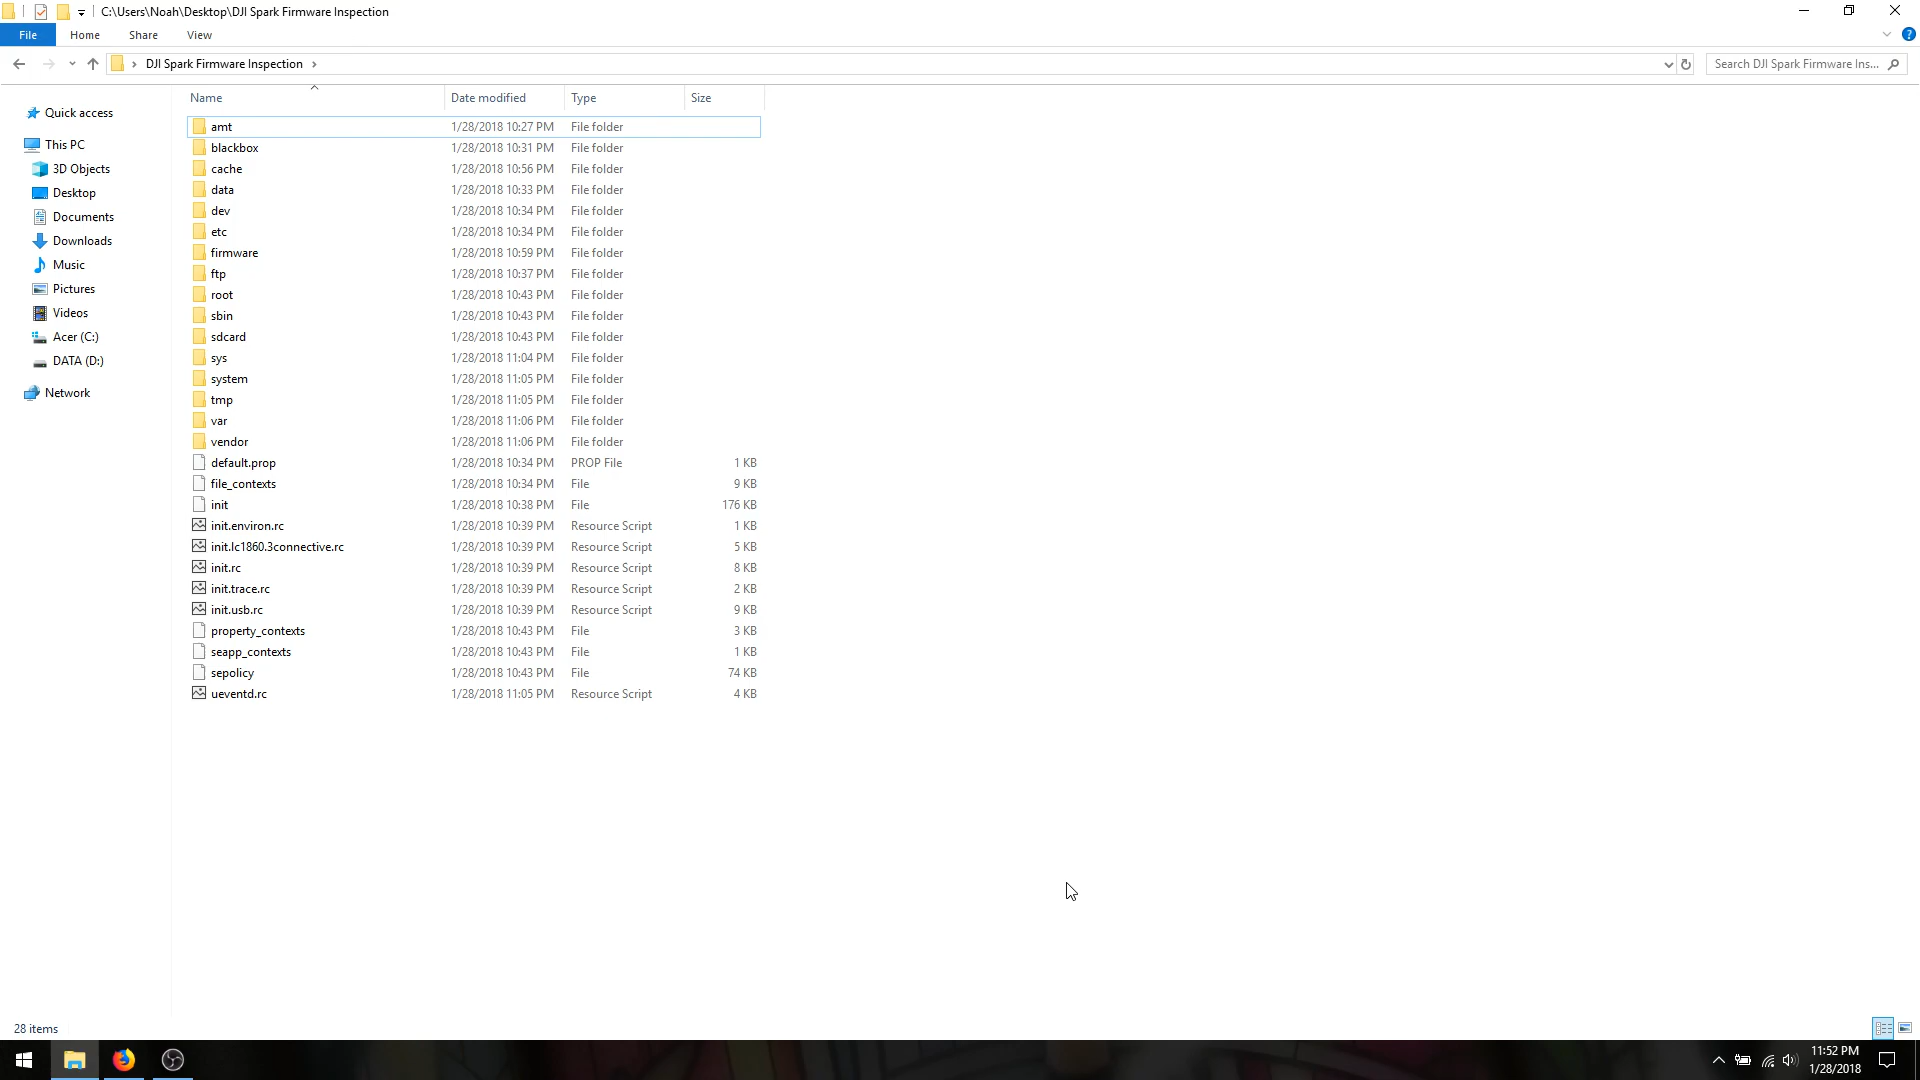 C:\Users\Noah\Desktop\DJI Spark Firmware Inspection
File Home Share View
DJI Spark Firmware Inspection
Search DJI Spark Firmware Ins...
Quick access
This PC
3D Objects
Desktop
Documents
Downloads
Music
Pictures
Videos
Acer (C:)
DATA (D:)
Network
Name Date modified Type Size
amt 1/28/2018 10:27 PM File folder
blackbox 1/28/2018 10:31 PM File folder
cache 1/28/2018 10:56 PM File folder
data 1/28/2018 10:33 PM File folder
dev 1/28/2018 10:34 PM File folder
etc 1/28/2018 10:34 PM File folder
firmware 1/28/2018 10:59 PM File folder
ftp 1/28/2018 10:37 PM File folder
root 1/28/2018 10:43 PM File folder
sbin 1/28/2018 10:43 PM File folder
sdcard 1/28/2018 10:43 PM File folder
sys 1/28/2018 11:04 PM File folder
system 1/28/2018 11:05 PM File folder
tmp 1/28/2018 11:05 PM File folder
var 1/28/2018 11:06 PM File folder
vendor 1/28/2018 11:06 PM File folder
default.prop 1/28/2018 10:34 PM PROP File 1 KB
file_contexts 1/28/2018 10:34 PM File 9 KB
init 1/28/2018 10:38 PM File 176 KB
init.environ.rc 1/28/2018 10:39 PM Resource Script 1 KB
init.lc1860.3connective.rc 1/28/2018 10:39 PM Resource Script 5 KB
init.rc 1/28/2018 10:39 PM Resource Script 8 KB
init.trace.rc 1/28/2018 10:39 PM Resource Script 2 KB
init.usb.rc 1/28/2018 10:39 PM Resource Script 9 KB
property_contexts 1/28/2018 10:43 PM File 3 KB
seapp_contexts 1/28/2018 10:43 PM File 1 KB
sepolicy 1/28/2018 10:43 PM File 74 KB
ueventd.rc 1/28/2018 11:05 PM Resource Script 4 KB
28 items
11:52 PM
1/28/2018